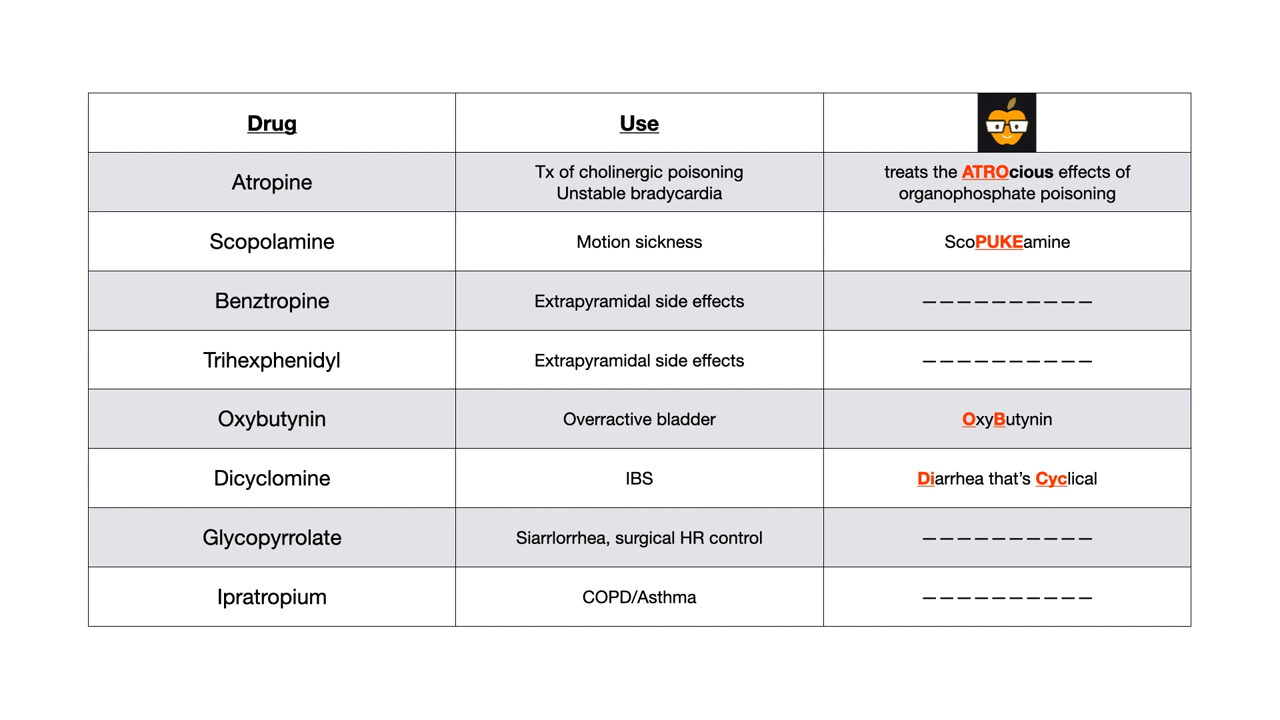 Drug Use
Atropine
Tx of cholinergic poisoning
Unstable bradycardia
treats the ATROcious effects of
organophosphate poisoning
Scopolamine Motion sickness ScoPUKEamine
Benztropine Extrapyramidal side effects — — — — — — — — — —
Trihexphenidyl Extrapyramidal side effects — — — — — — — — — —
Oxybutynin Overractive bladder OxyButynin
Dicyclomine IBS Diarrhea that’s Cyclical
Glycopyrrolate Siarrlorrhea, surgical HR control — — — — — — — — — —
Ipratropium COPD/Asthma — — — — — — — — — —